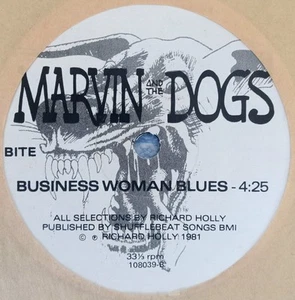 MARVIN AND THE DOGS
BITE
BUSINESS WOMAN BLUES - 4:25
ALL SELECTIONS BY RICHARD HOLLY
PUBLISHED BY SHUFFLEBEAT SONGS BMI
© ℗ RICHARD HOLLY 1981
33⅓ rpm
108039-B